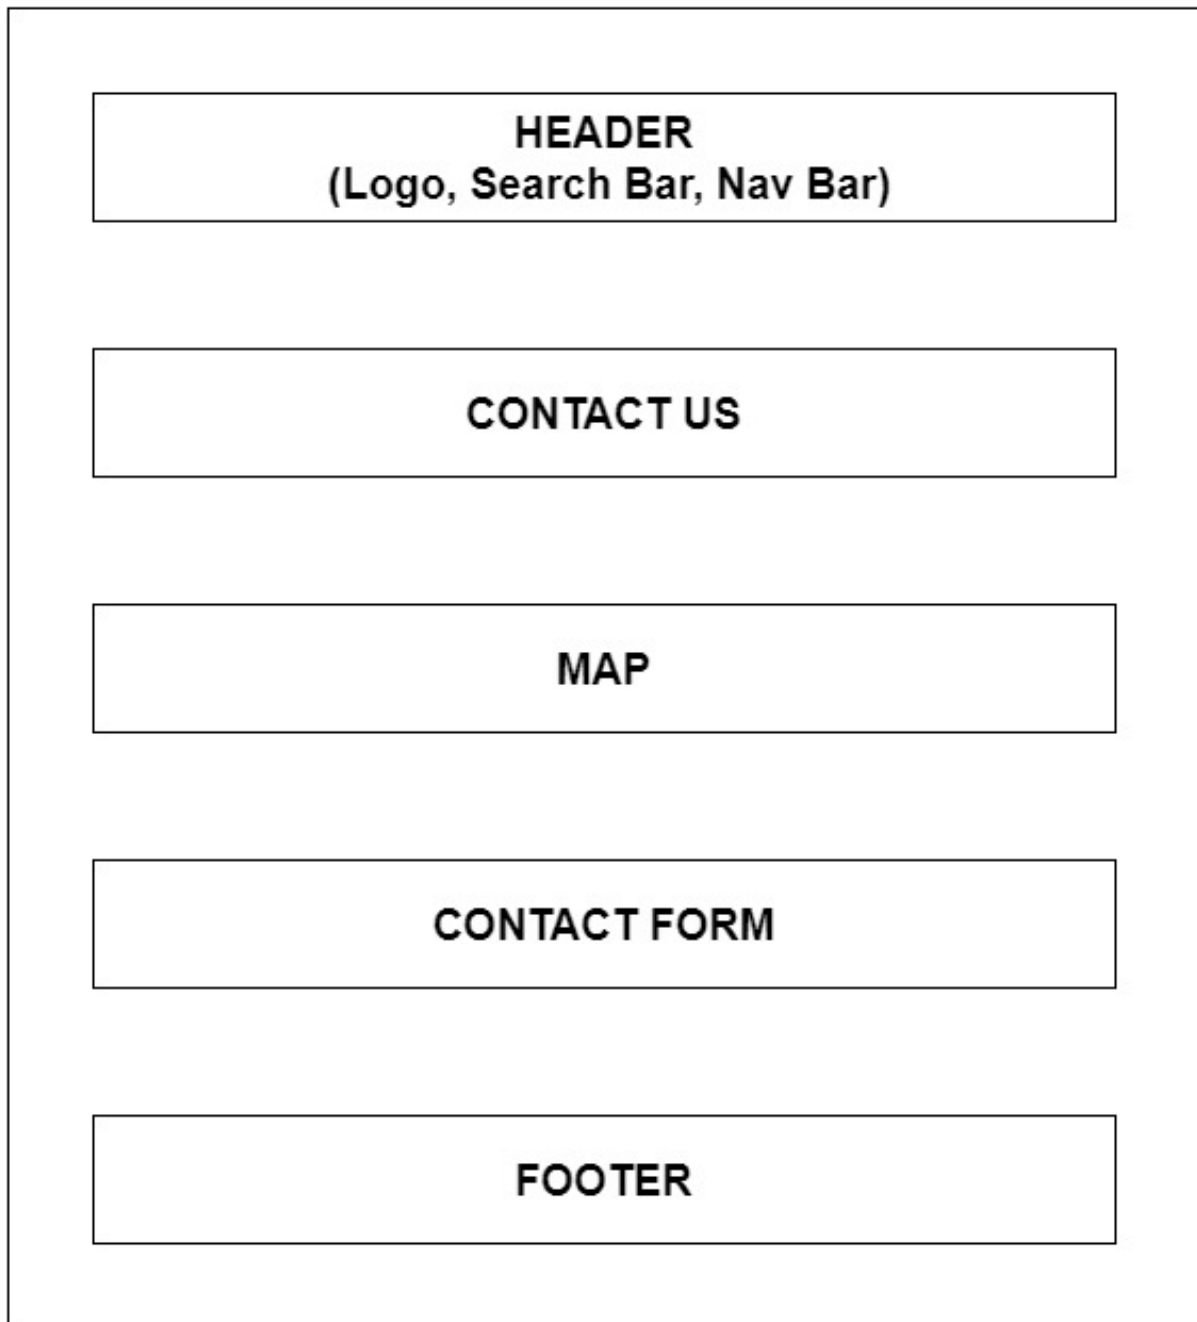 HEADER
(Logo, Search Bar, Nav Bar)
CONTACT US
MAP
CONTACT FORM
FOOTER